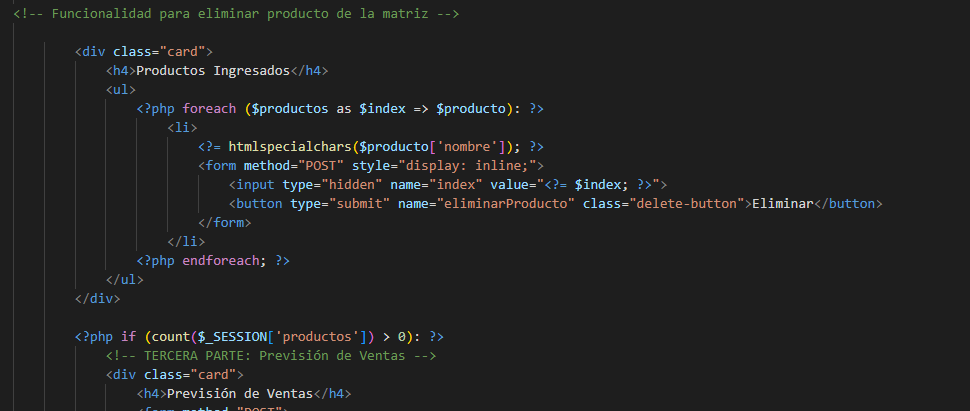 <!-- Funcionalidad para eliminar producto de la matriz -->
<div class="card">
<h4>Productos Ingresados</h4>
<ul>
<?php foreach ($productos as $index => $producto): ?>
<li>
<?= htmlspecialchars($producto['nombre']); ?>
<form method="POST" style="display: inline;">
<input type="hidden" name="index" value="<?= $index; ?>">
<button type="submit" name="eliminarProducto" class="delete-button">Eliminar</button>
</form>
</li>
<?php endforeach; ?>
</ul>
</div>
<?php if (count($_SESSION['productos']) > 0): ?>
<!-- TERCERA PARTE: Previsión de Ventas -->
<div class="card">
<h4>Previsión de Ventas</h4>
<form method="POST">